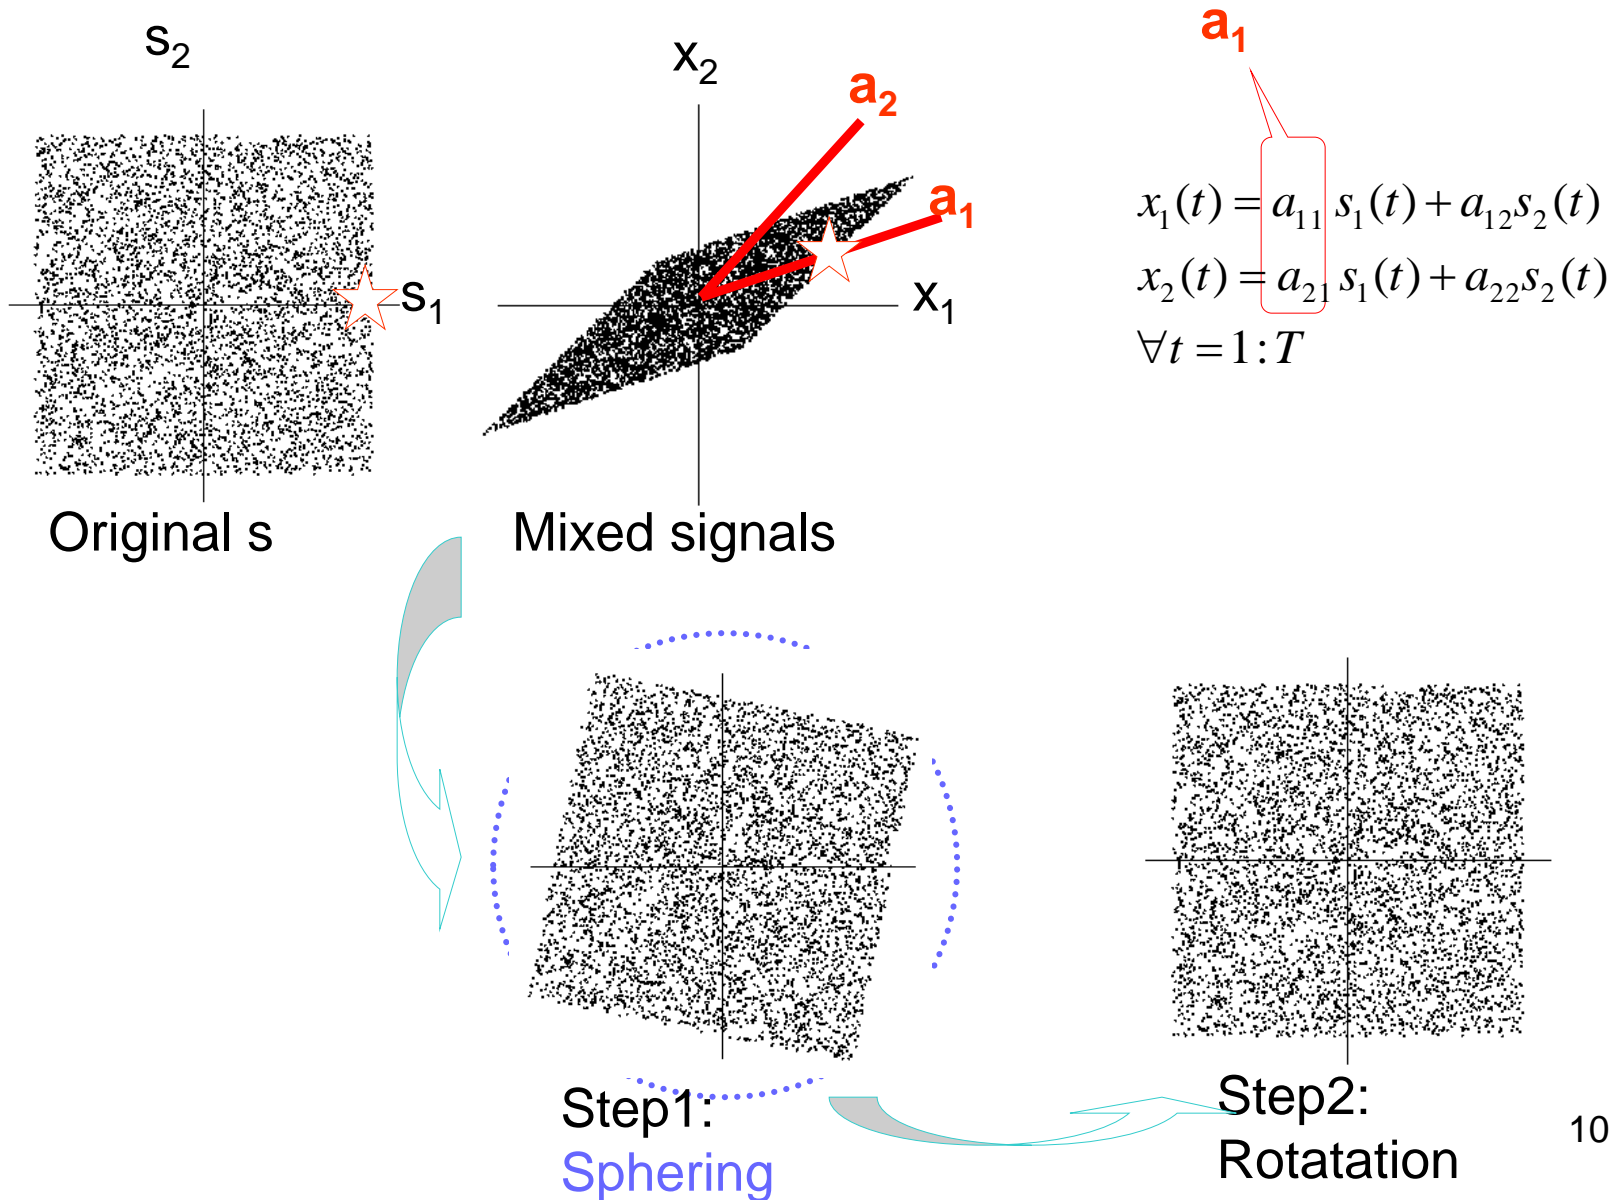 s₂
x₂
a₂
a₁
s₁
x₁
a₁
x₁(t) = a₁₁ s₁(t) + a₁₂s₂(t)
x₂(t) = a₂₁ s₁(t) + a₂₂s₂(t)
∀t = 1:T
Original s
Mixed signals
Step1:
Sphering
Step2:
Rotatation
10